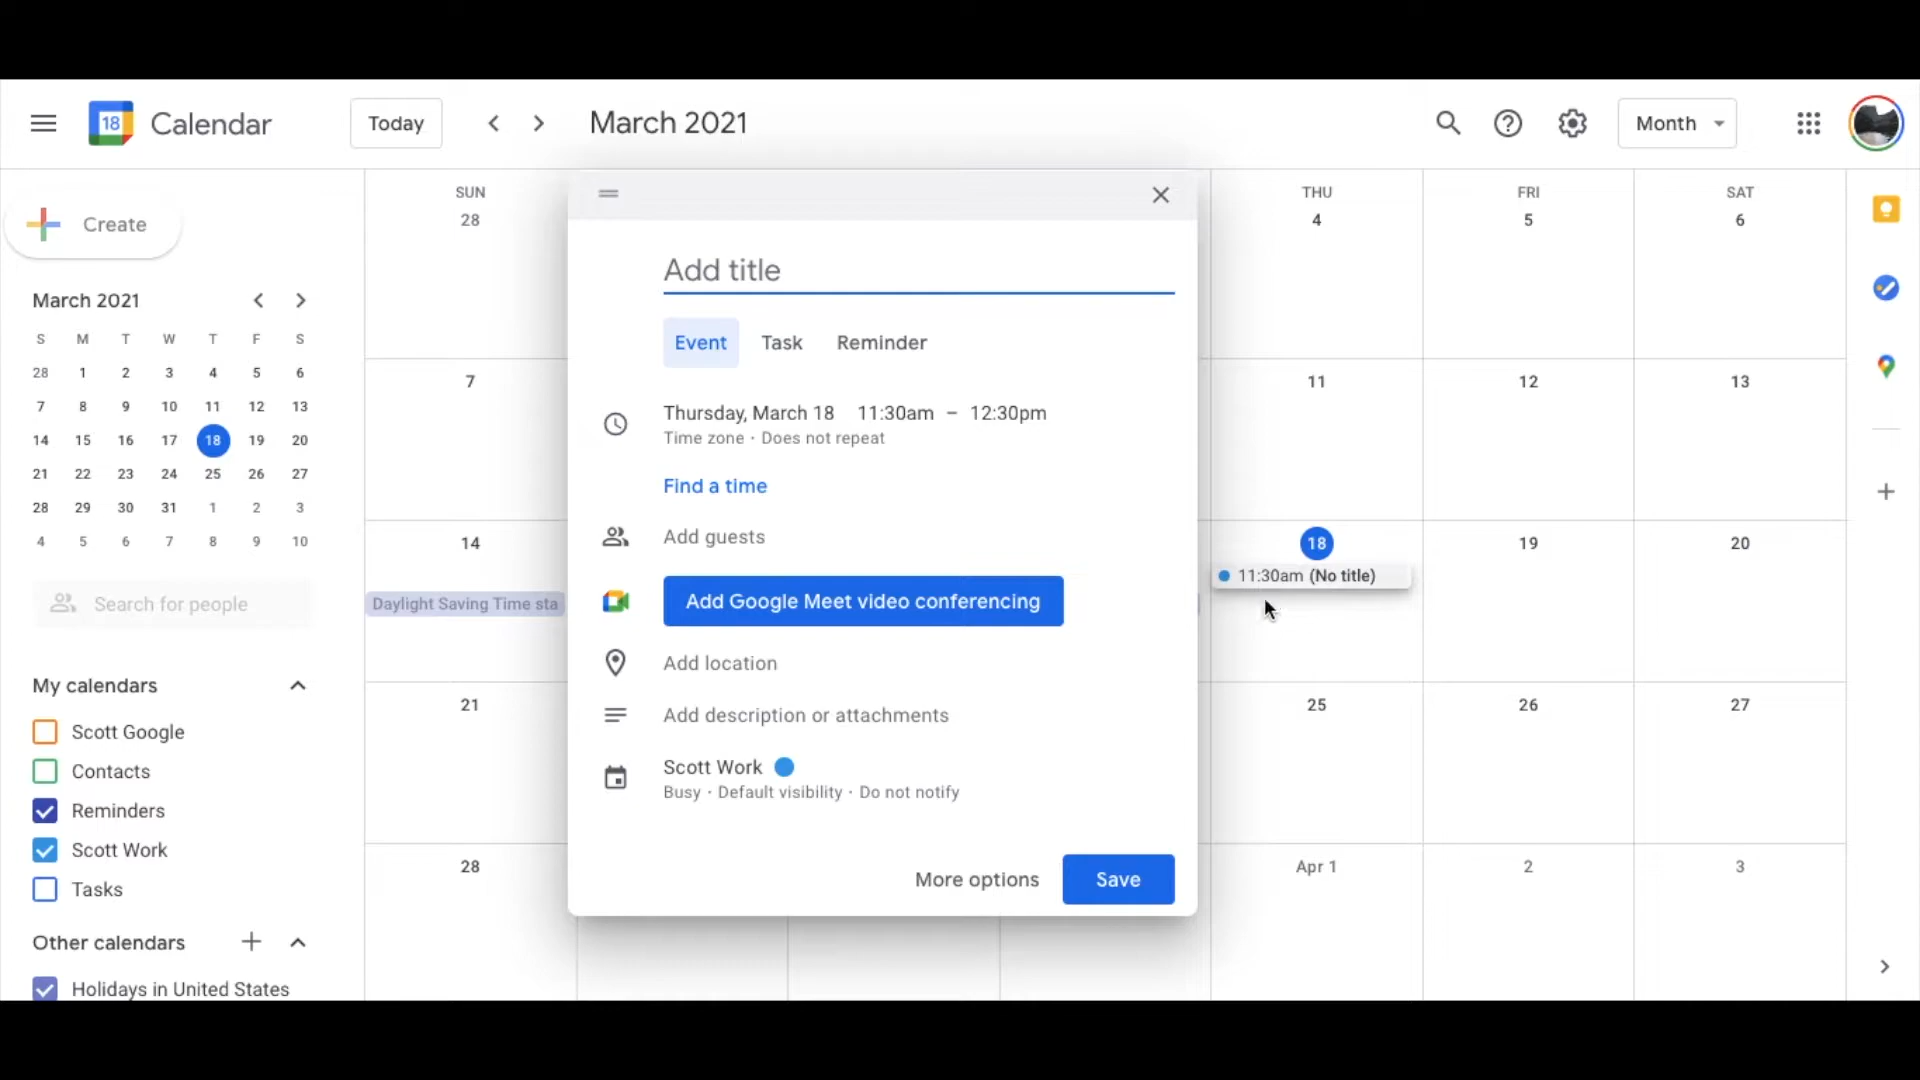 18 Calendar Today March 2021 Month
Create
March 2021
S M T W T F S
28 1 2 3 4 5 6
7 8 9 10 11 12 13
14 15 16 17 18 19 20
21 22 23 24 25 26 27
28 29 30 31 1 2 3
4 5 6 7 8 9 10
Search for people
My calendars
Scott Google
Contacts
Reminders
Scott Work
Tasks
Other calendars
Holidays in United States
SUN
28
7
14
Daylight Saving Time sta
21
28
Add title
Event Task Reminder
Thursday, March 18 11:30am – 12:30pm
Time zone · Does not repeat
Find a time
Add guests
Add Google Meet video conferencing
Add location
Add description or attachments
Scott Work
Busy · Default visibility · Do not notify
More options Save
THU FRI SAT
4 5 6
11 12 13
18 19 20
11:30am (No title)
25 26 27
Apr 1 2 3